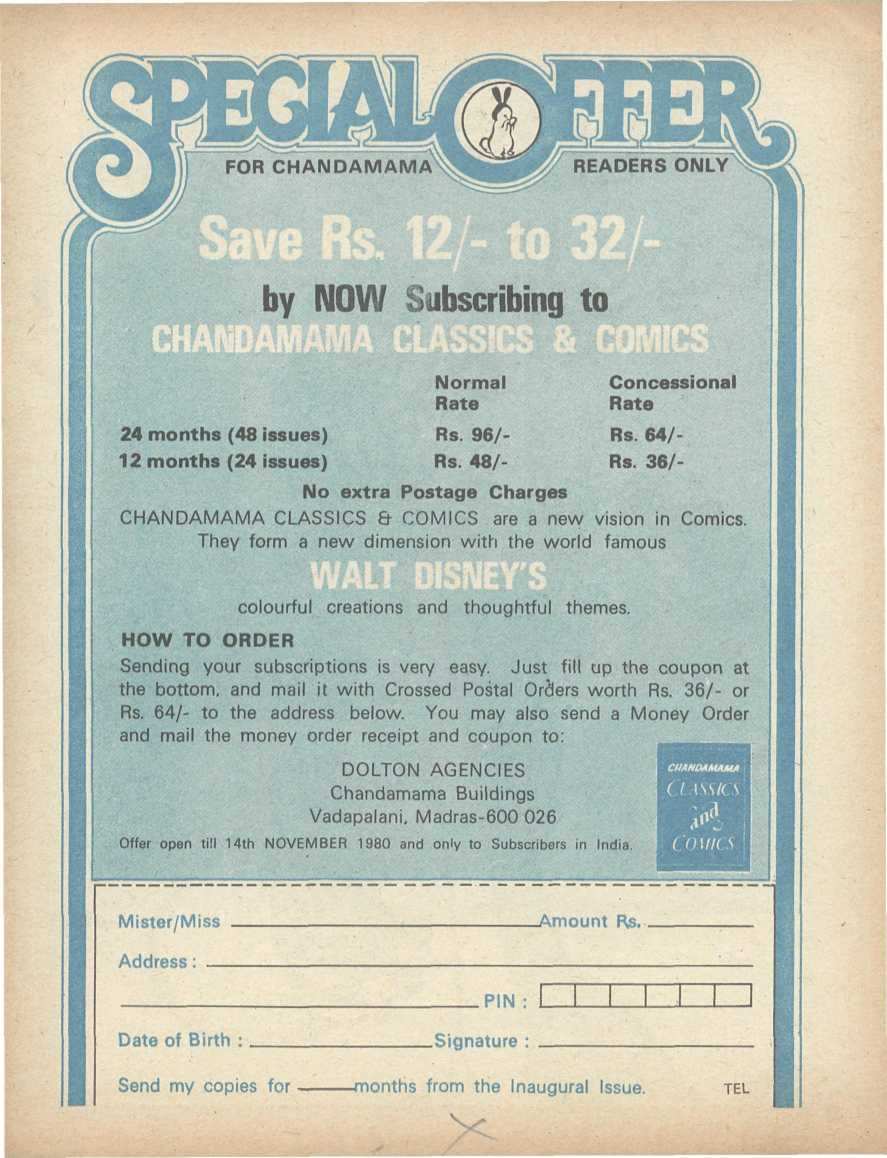 SPECIAL OFFER
FOR CHANDAMAMA READERS ONLY
Save Rs. 12/- to 32/-
by NOW Subscribing to
CHANDAMAMA CLASSICS & COMICS
Normal Rate Concessional Rate
24 months (48 issues) Rs. 96/- Rs. 64/-
12 months (24 issues) Rs. 48/- Rs. 36/-
No extra Postage Charges
CHANDAMAMA CLASSICS & COMICS are a new vision in Comics.
They form a new dimension with the world famous
WALT DISNEY'S
colourful creations and thoughtful themes.
HOW TO ORDER
Sending your subscriptions is very easy. Just fill up the coupon at
the bottom, and mail it with Crossed Postal Orders worth Rs. 36/- or
Rs. 64/- to the address below. You may also send a Money Order
and mail the money order receipt and coupon to:
DOLTON AGENCIES
Chandamama Buildings
Vadapalani, Madras-600 026
Offer open till 14th NOVEMBER 1980 and only to Subscribers in India.
CHANDAMAMA
CLASSICS
and
COMICS
Mister/Miss Amount Rs.
Address :
PIN :
Date of Birth : Signature :
Send my copies for months from the Inaugural Issue. TEL